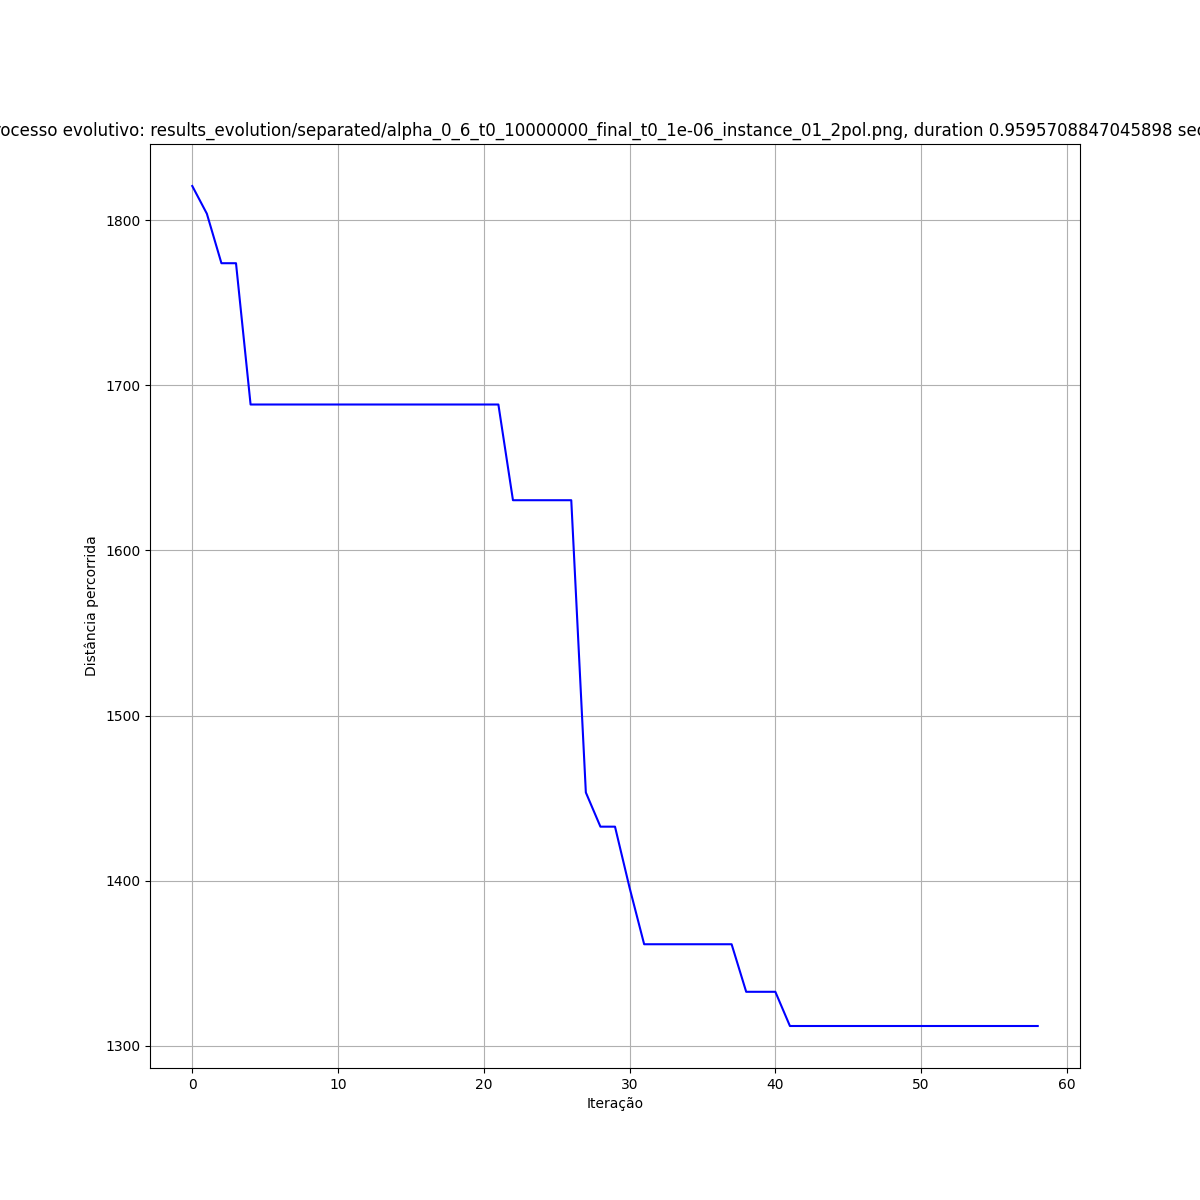 ocesso evolutivo: results_evolution/separated/alpha_0_6_t0_10000000_final_t0_1e-06_instance_01_2pol.png, duration 0.9595708847045898 sec
1800
1700
1600
1500
1400
1300
Distância percorrida
0 10 20 30 40 50 60
Iteração